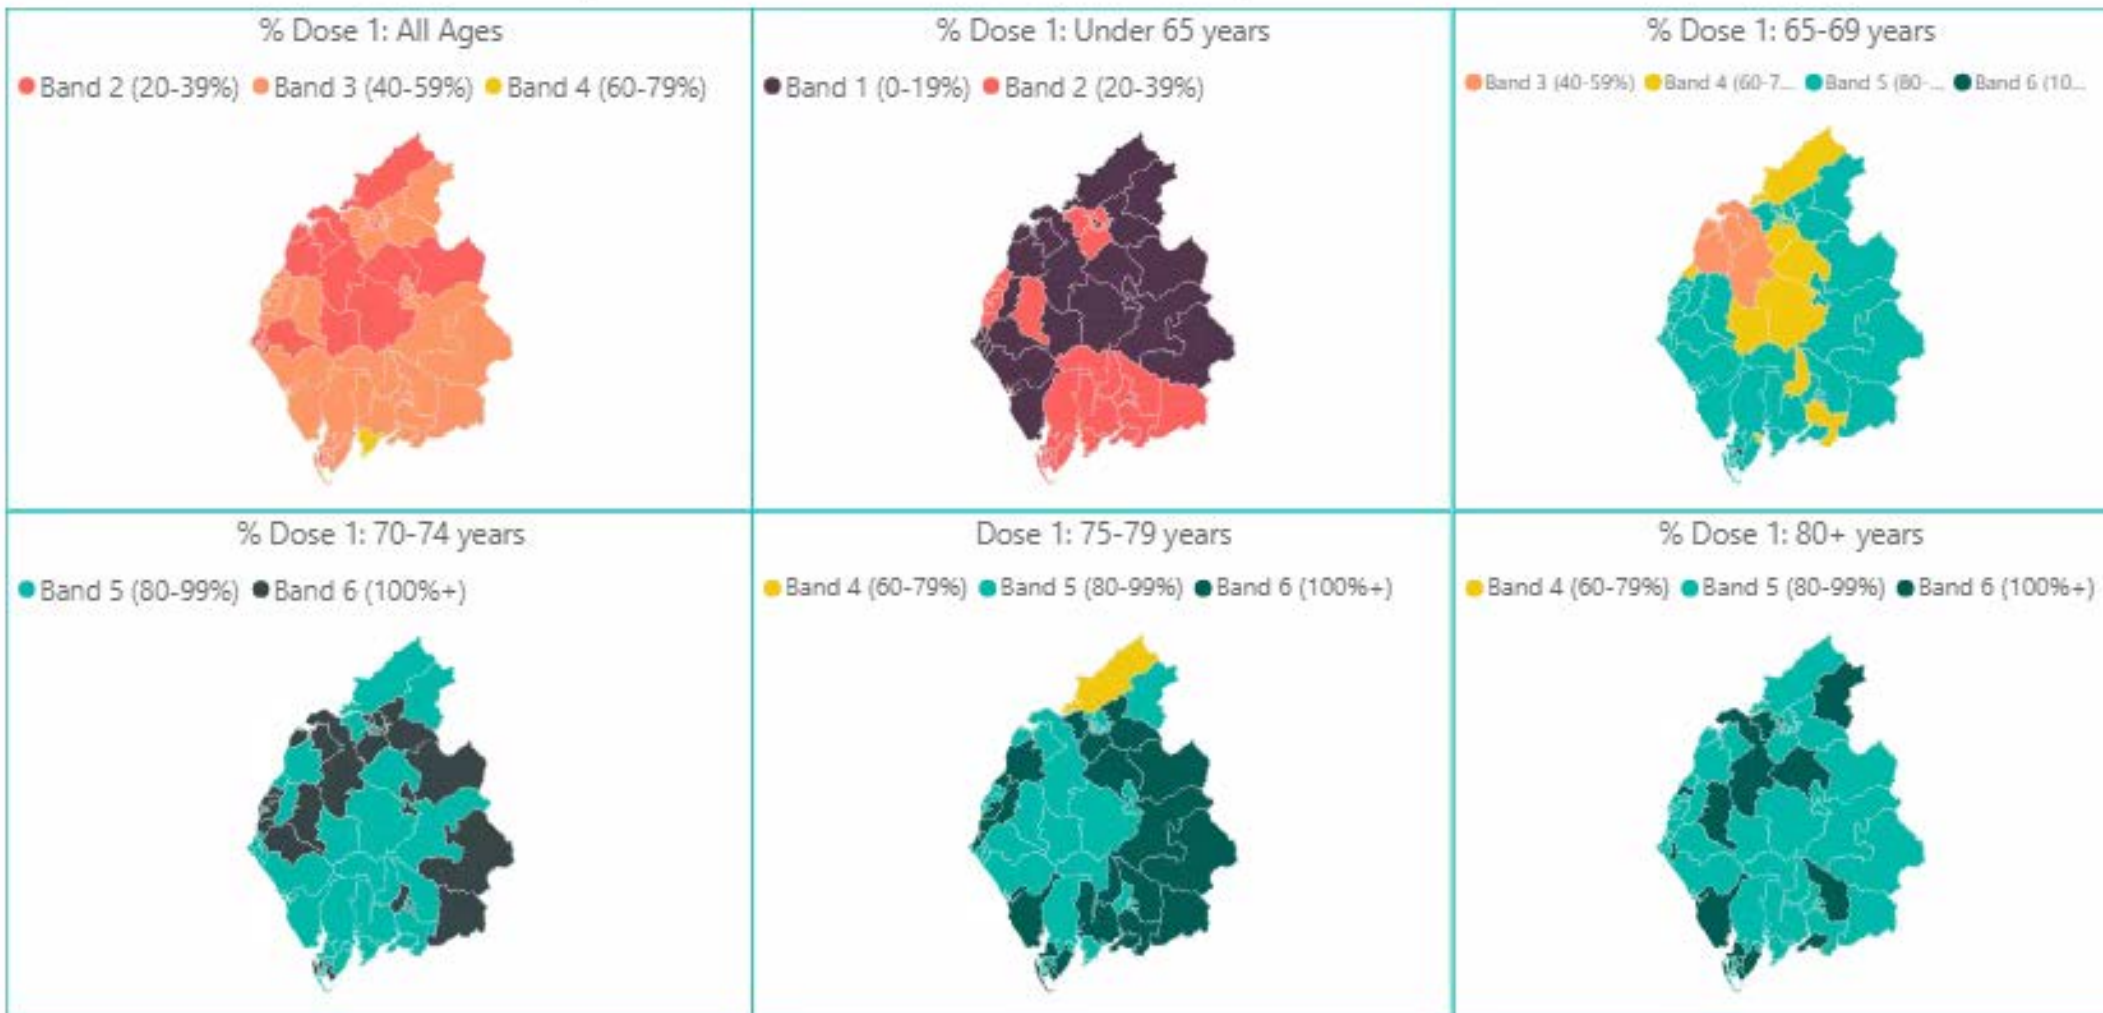 % Dose 1: All Ages
Band 2 (20-39%) Band 3 (40-59%) Band 4 (60-79%)
% Dose 1: Under 65 years
Band 1 (0-19%) Band 2 (20-39%)
% Dose 1: 65-69 years
Band 3 (40-59%) Band 4 (60-7... Band 5 (80-... Band 6 (10...
% Dose 1: 70-74 years
Band 5 (80-99%) Band 6 (100%+)
Dose 1: 75-79 years
Band 4 (60-79%) Band 5 (80-99%) Band 6 (100%+)
% Dose 1: 80+ years
Band 4 (60-79%) Band 5 (80-99%) Band 6 (100%+)